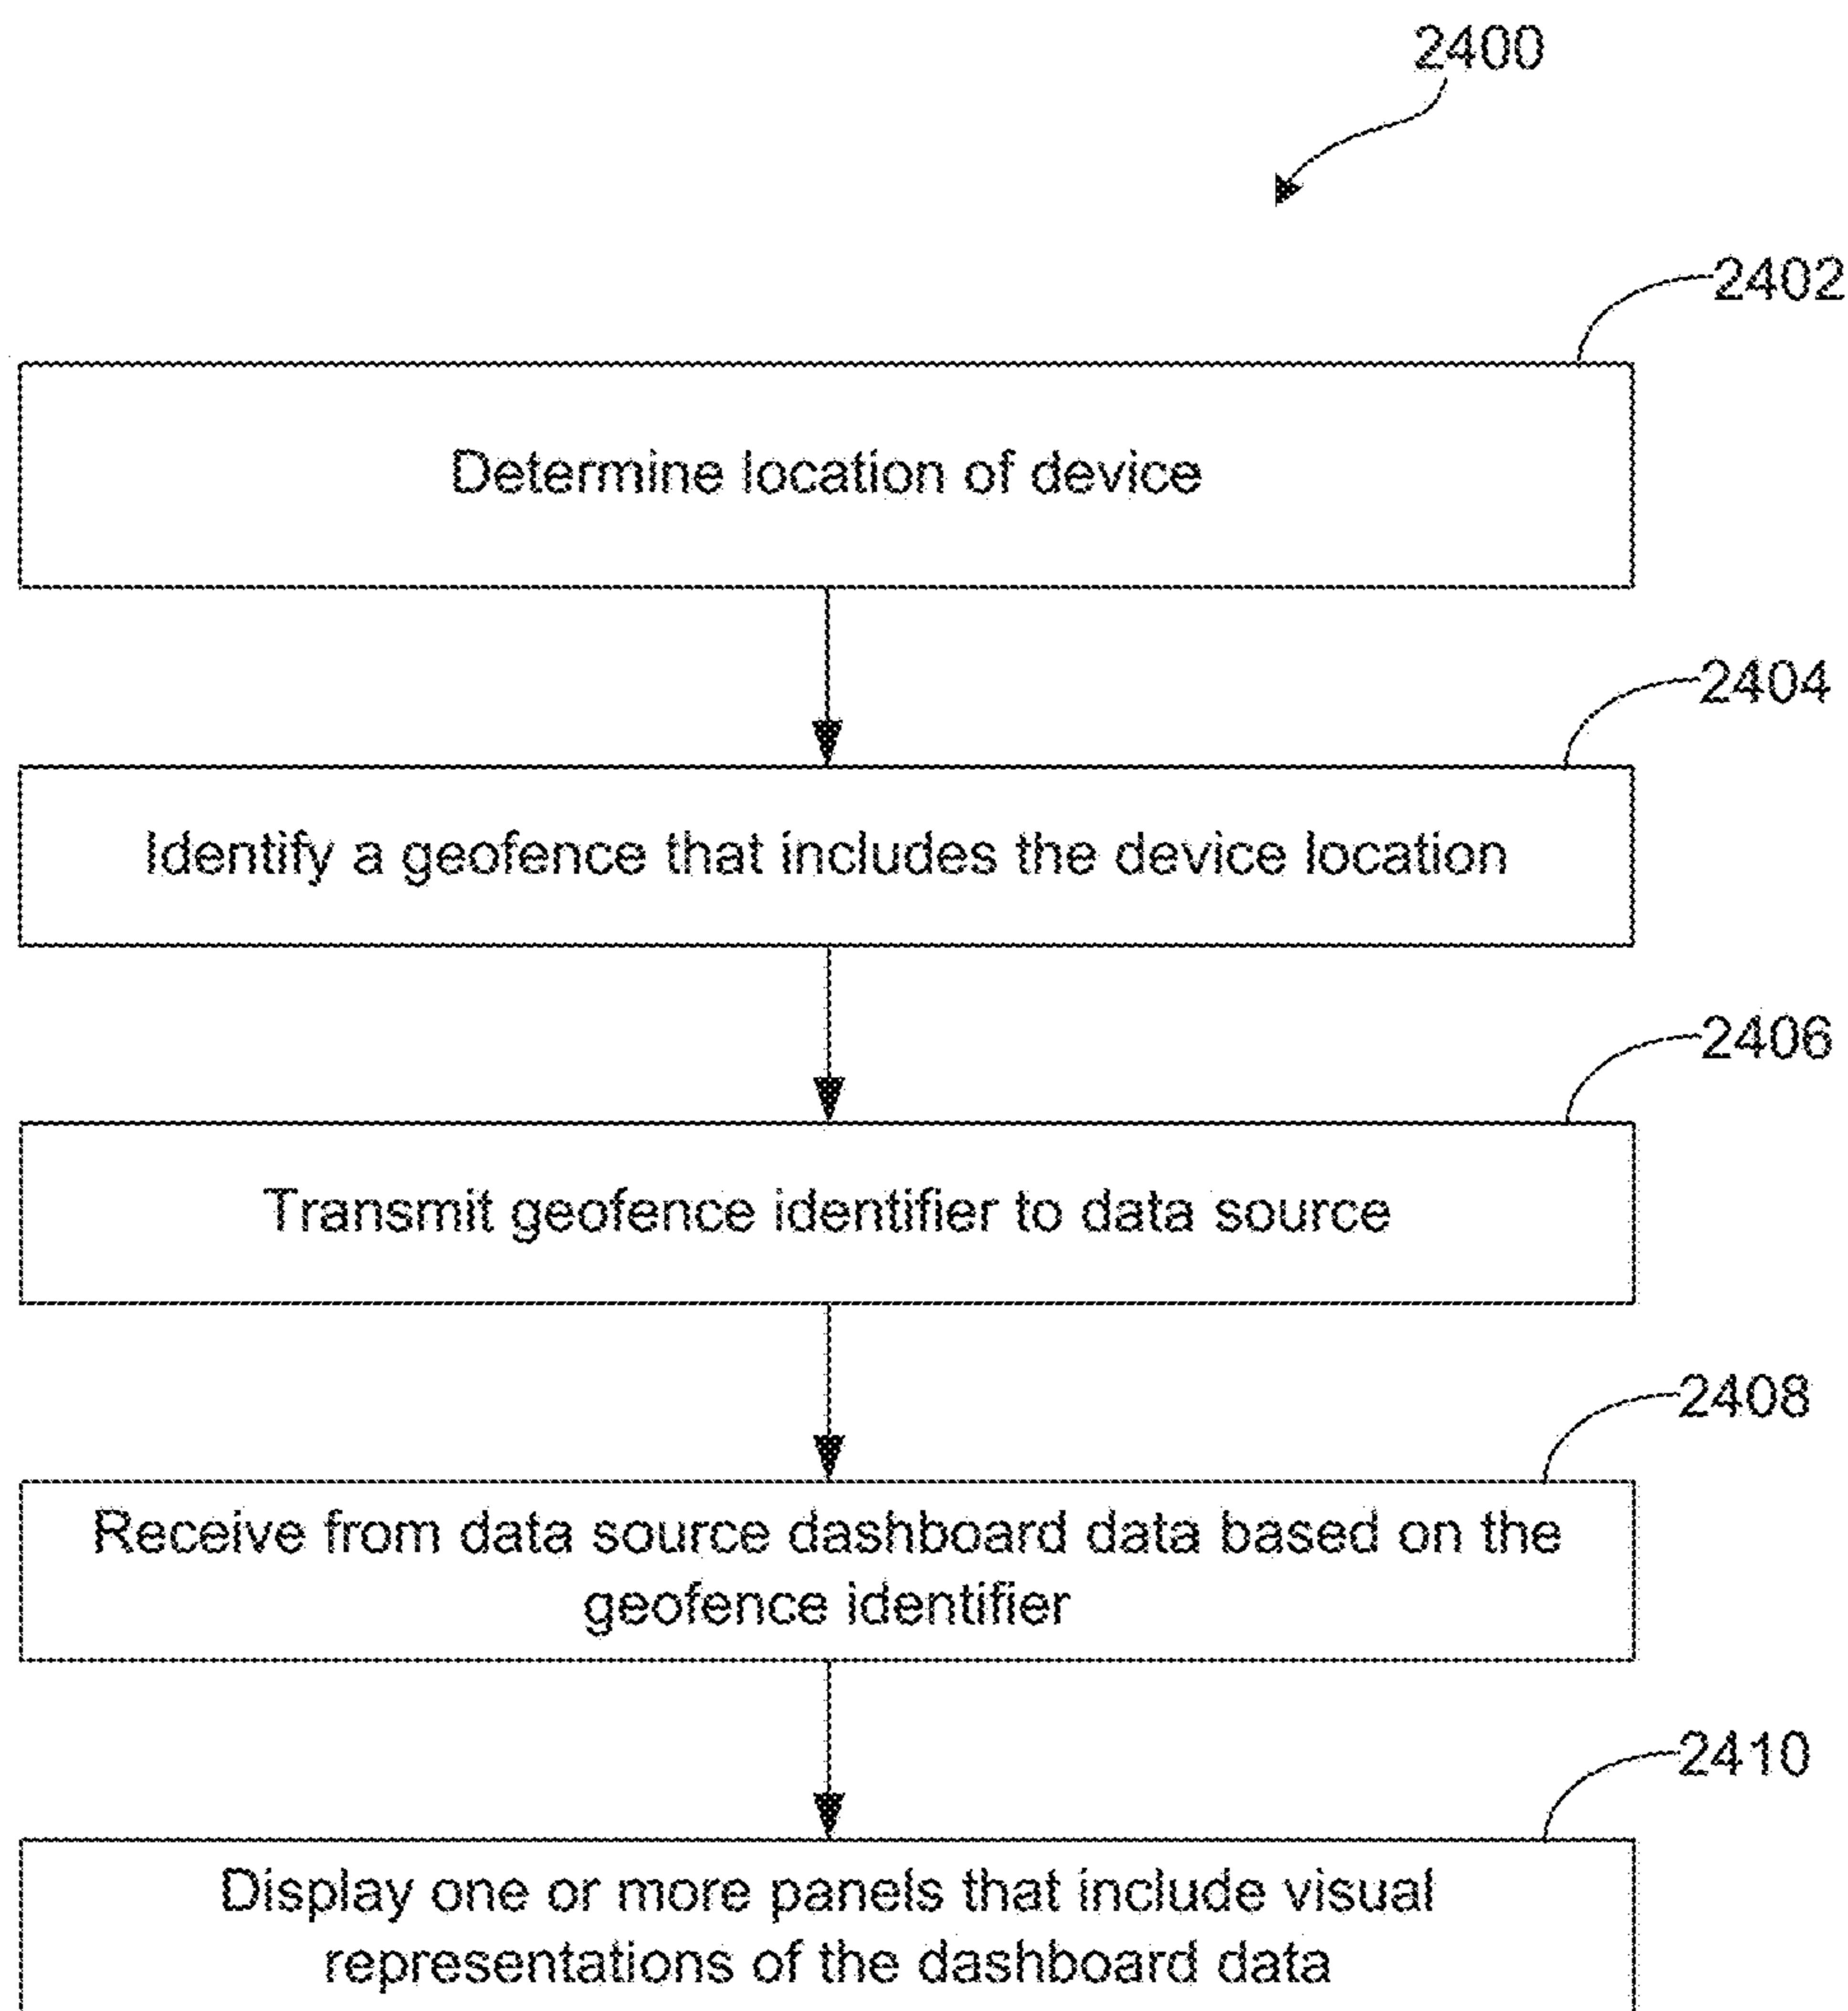 2400
2402
Determine location of device
2404
Identify a geofence that includes the device location
2406
Transmit geofence identifier to data source
2408
Receive from data source dashboard data based on the
geofence identifier
2410
Display one or more panels that include visual
representations of the dashboard data